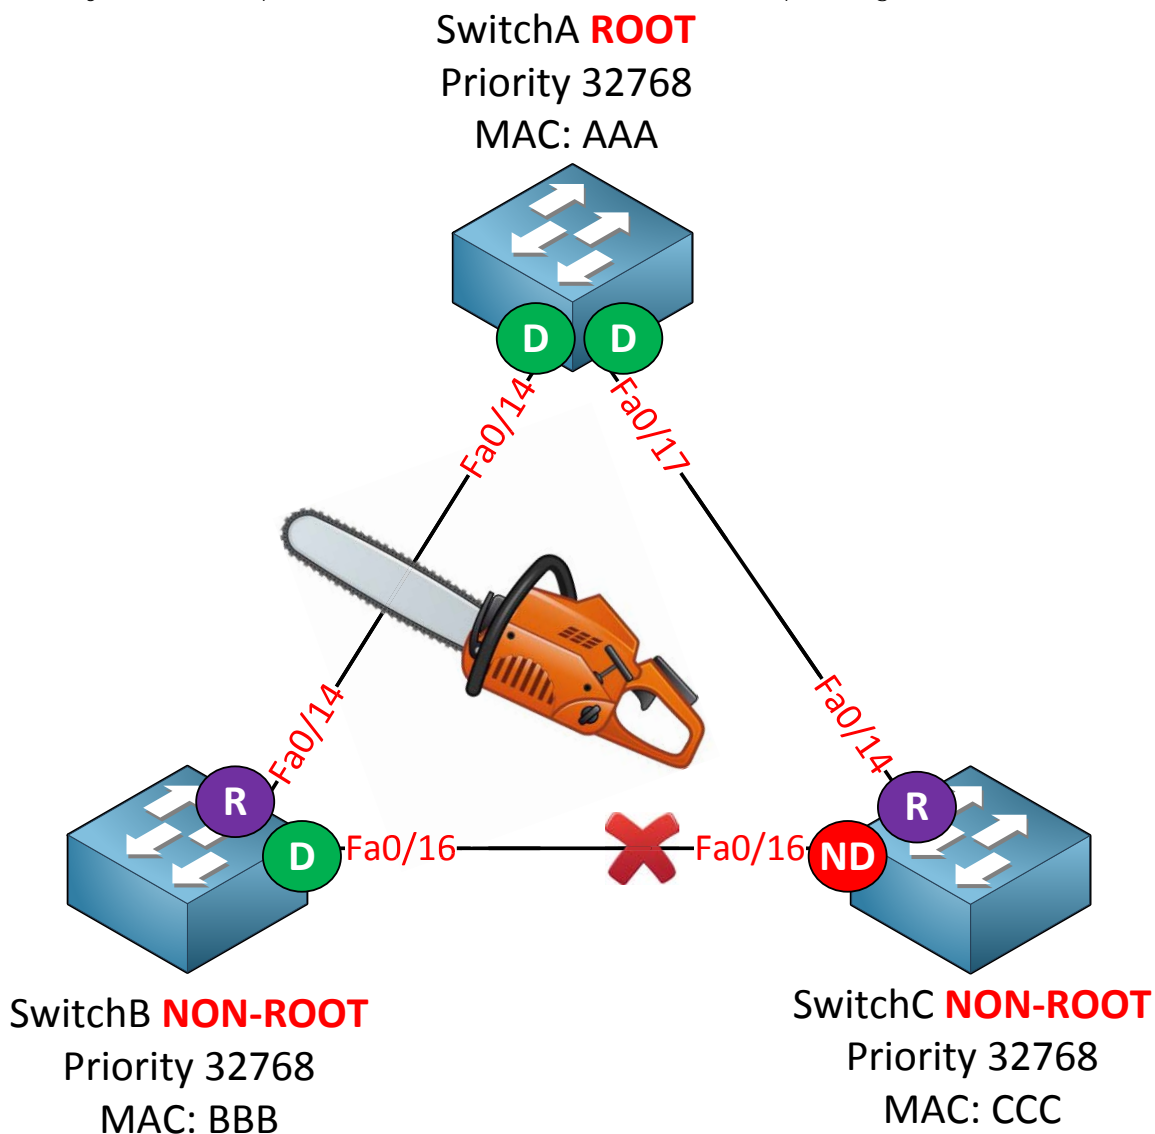 SwitchA ROOT
Priority 32768
MAC: AAA
D D
Fa0/14
Fa0/17
Fa0/14
Fa0/14
R
R
D
Fa0/16
Fa0/16
ND
SwitchB NON-ROOT
Priority 32768
MAC: BBB
SwitchC NON-ROOT
Priority 32768
MAC: CCC